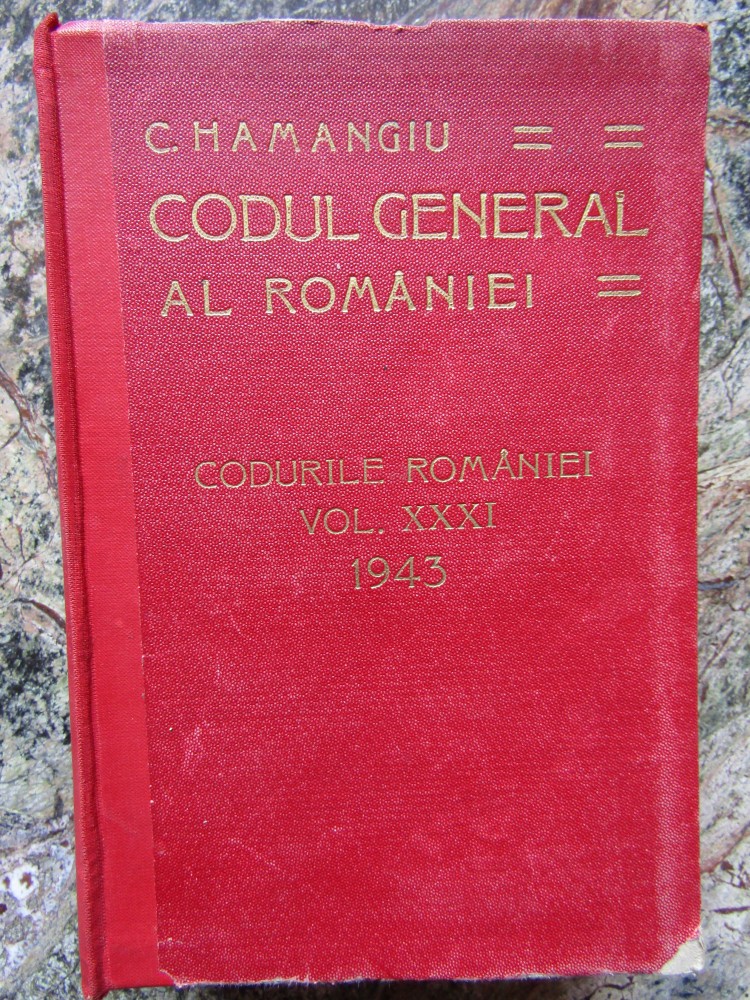 C. HAMANGIU = =
CODUL GENERAL
AL ROMÂNIEI =
CODURILE ROMÂNIEI
VOL. XXXI
1943